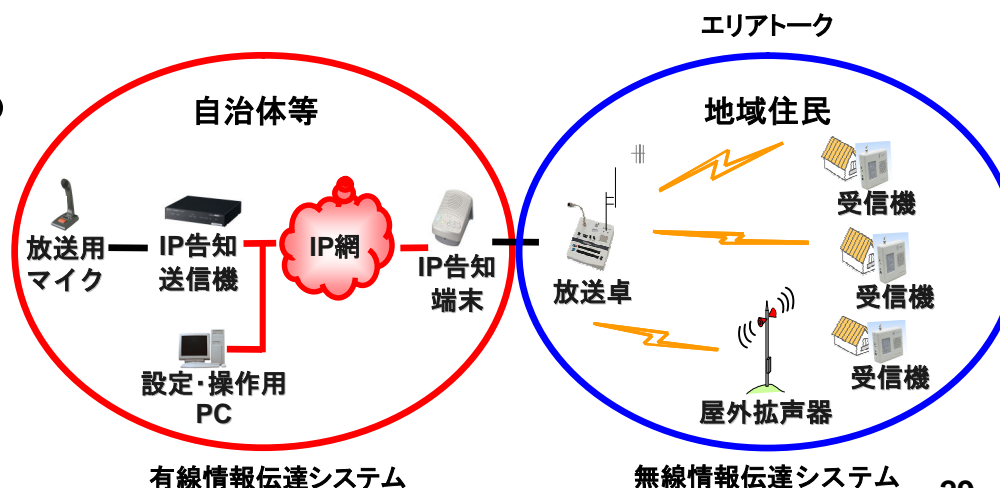 エリアトーク
自治体等
地域住民
放送用
マイク
IP告知
送信機
IP網
IP告知
端末
設定・操作用
PC
放送卓
受信機
受信機
受信機
屋外拡声器
有線情報伝達システム
無線情報伝達システム